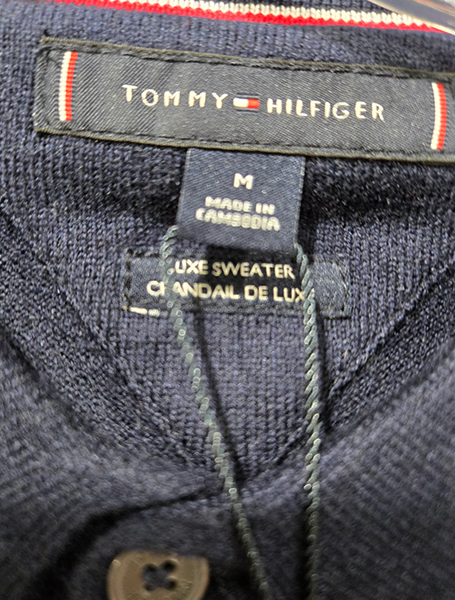 TOMMY HILFIGER
M
MADE IN
CAMBODIA
LUXE SWEATER
CHANDAIL DE LUXE